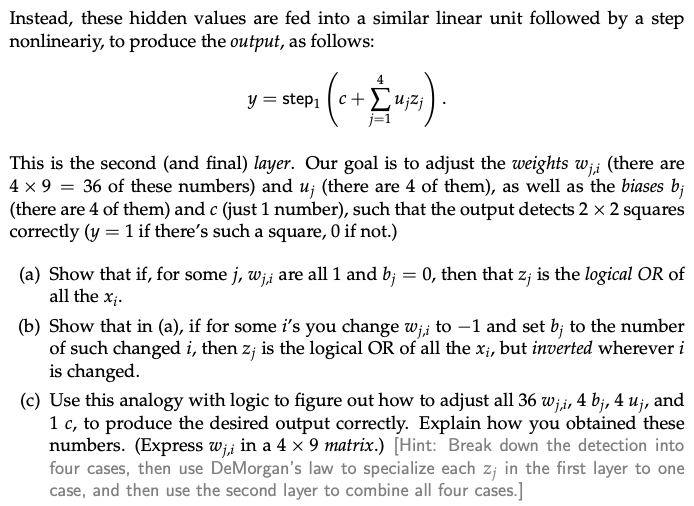 Instead, these hidden values are fed into a similar linear unit followed by a step
nonlineariy, to produce the output, as follows:
y = step₁ ( c + ∑_{j=1}^{4} u_j z_j ) .
This is the second (and final) layer. Our goal is to adjust the weights w_{j,i} (there are
4 × 9 = 36 of these numbers) and u_j (there are 4 of them), as well as the biases b_j
(there are 4 of them) and c (just 1 number), such that the output detects 2 × 2 squares
correctly (y = 1 if there's such a square, 0 if not.)
(a) Show that if, for some j, w_{j,i} are all 1 and b_j = 0, then that z_j is the logical OR of
all the x_i.
(b) Show that in (a), if for some i's you change w_{j,i} to −1 and set b_j to the number
of such changed i, then z_j is the logical OR of all the x_i, but inverted wherever i
is changed.
(c) Use this analogy with logic to figure out how to adjust all 36 w_{j,i}, 4 b_j, 4 u_j, and
1 c, to produce the desired output correctly. Explain how you obtained these
numbers. (Express w_{j,i} in a 4 × 9 matrix.) [Hint: Break down the detection into
four cases, then use DeMorgan's law to specialize each z_j in the first layer to one
case, and then use the second layer to combine all four cases.]